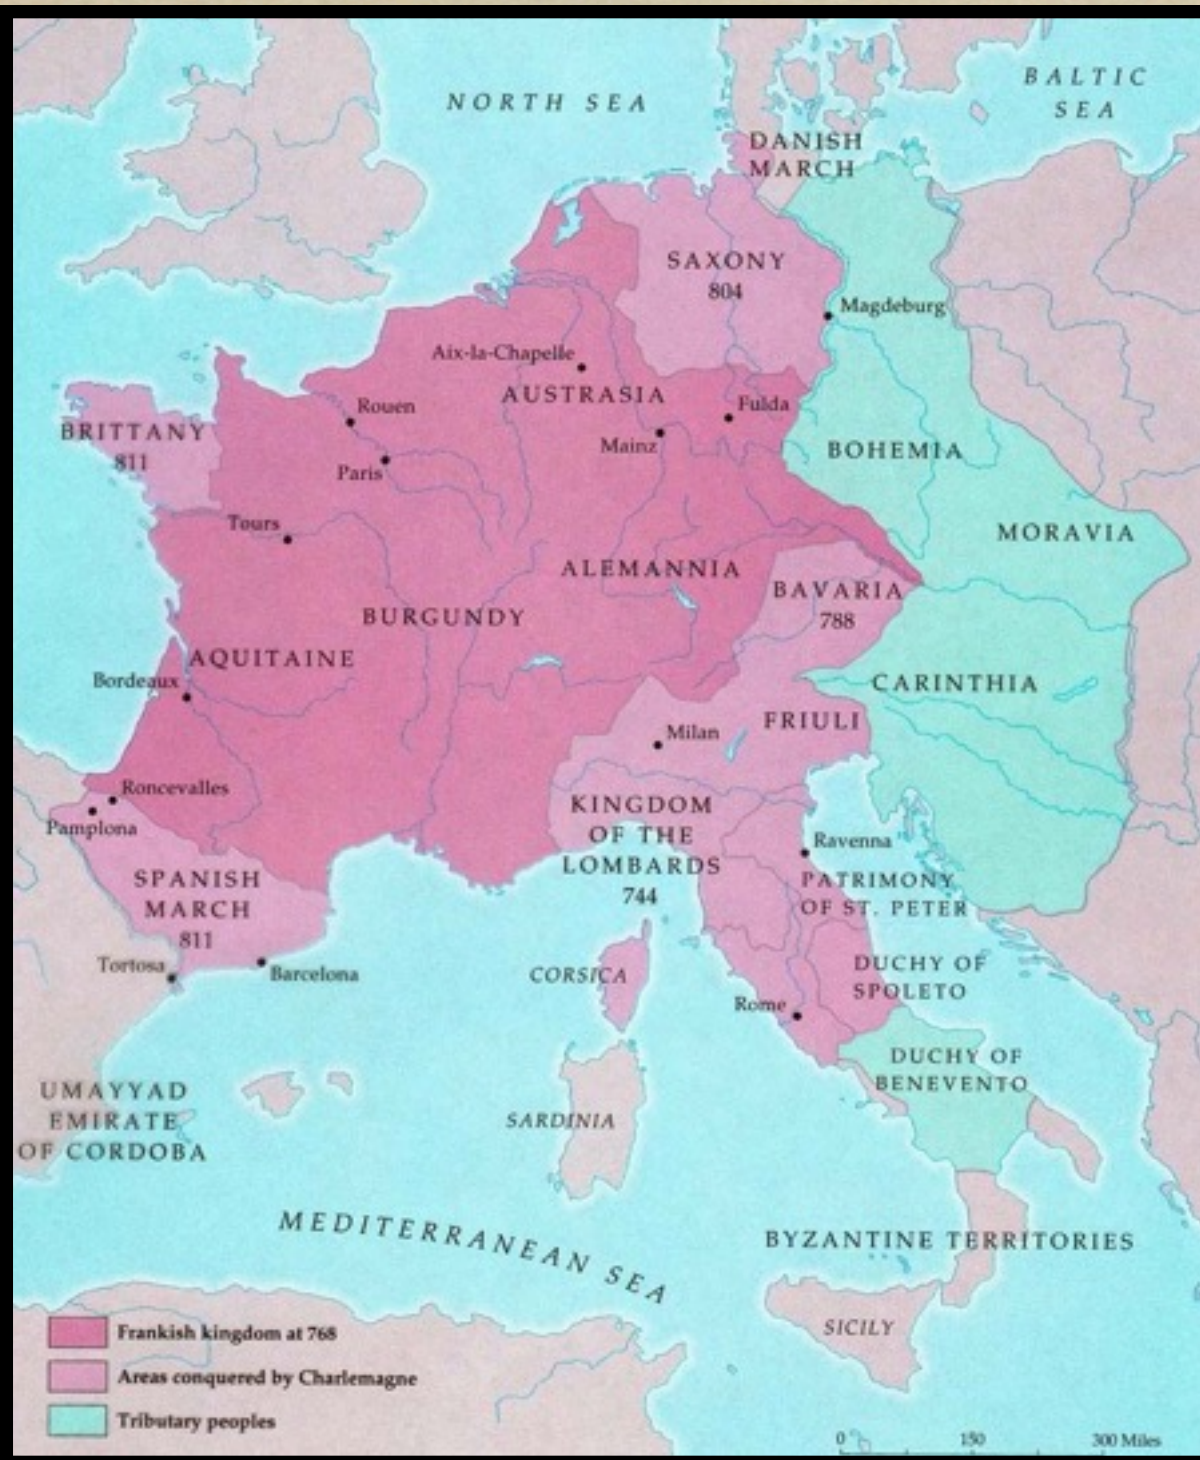 NORTH SEA
BALTIC
SEA
DANISH
MARCH
SAXONY
804
Magdeburg
Aix-la-Chapelle
AUSTRASIA
Rouen
Fulda
BRITTANY
811
Mainz
BOHEMIA
Paris
Tours
MORAVIA
ALEMANNIA
BAVARIA
788
BURGUNDY
AQUITAINE
Bordeaux
CARINTHIA
Milan
FRIULI
Roncevalles
Pamplona
KINGDOM
OF THE
LOMBARDS
744
Ravenna
PATRIMONY
OF ST. PETER
SPANISH
MARCH
811
Tortosa
Barcelona
CORSICA
DUCHY OF
SPOLETO
Rome
DUCHY OF
BENEVENTO
UMAYYAD
EMIRATE
OF CORDOBA
SARDINIA
MEDITERRANEAN SEA
BYZANTINE TERRITORIES
SICILY
Frankish kingdom at 768
Areas conquered by Charlemagne
Tributary peoples
0 150 300 Miles